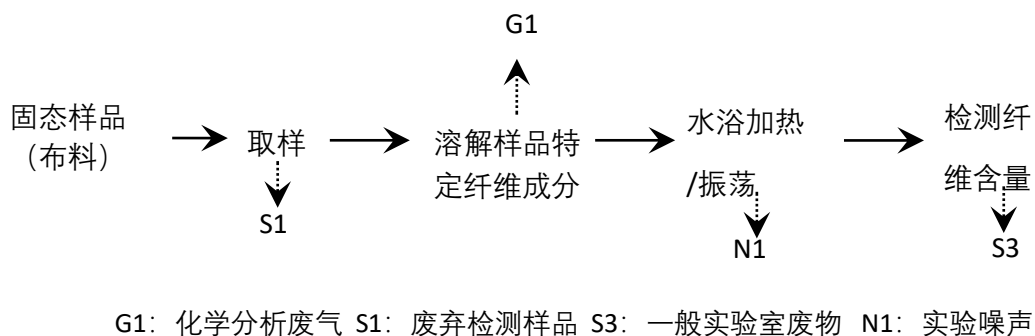 G1
固态样品
（布料）
取样
溶解样品特
定纤维成分
水浴加热
/振荡
检测纤
维含量
S1
N1
S3
G1：化学分析废气 S1：废弃检测样品 S3：一般实验室废物 N1：实验噪声